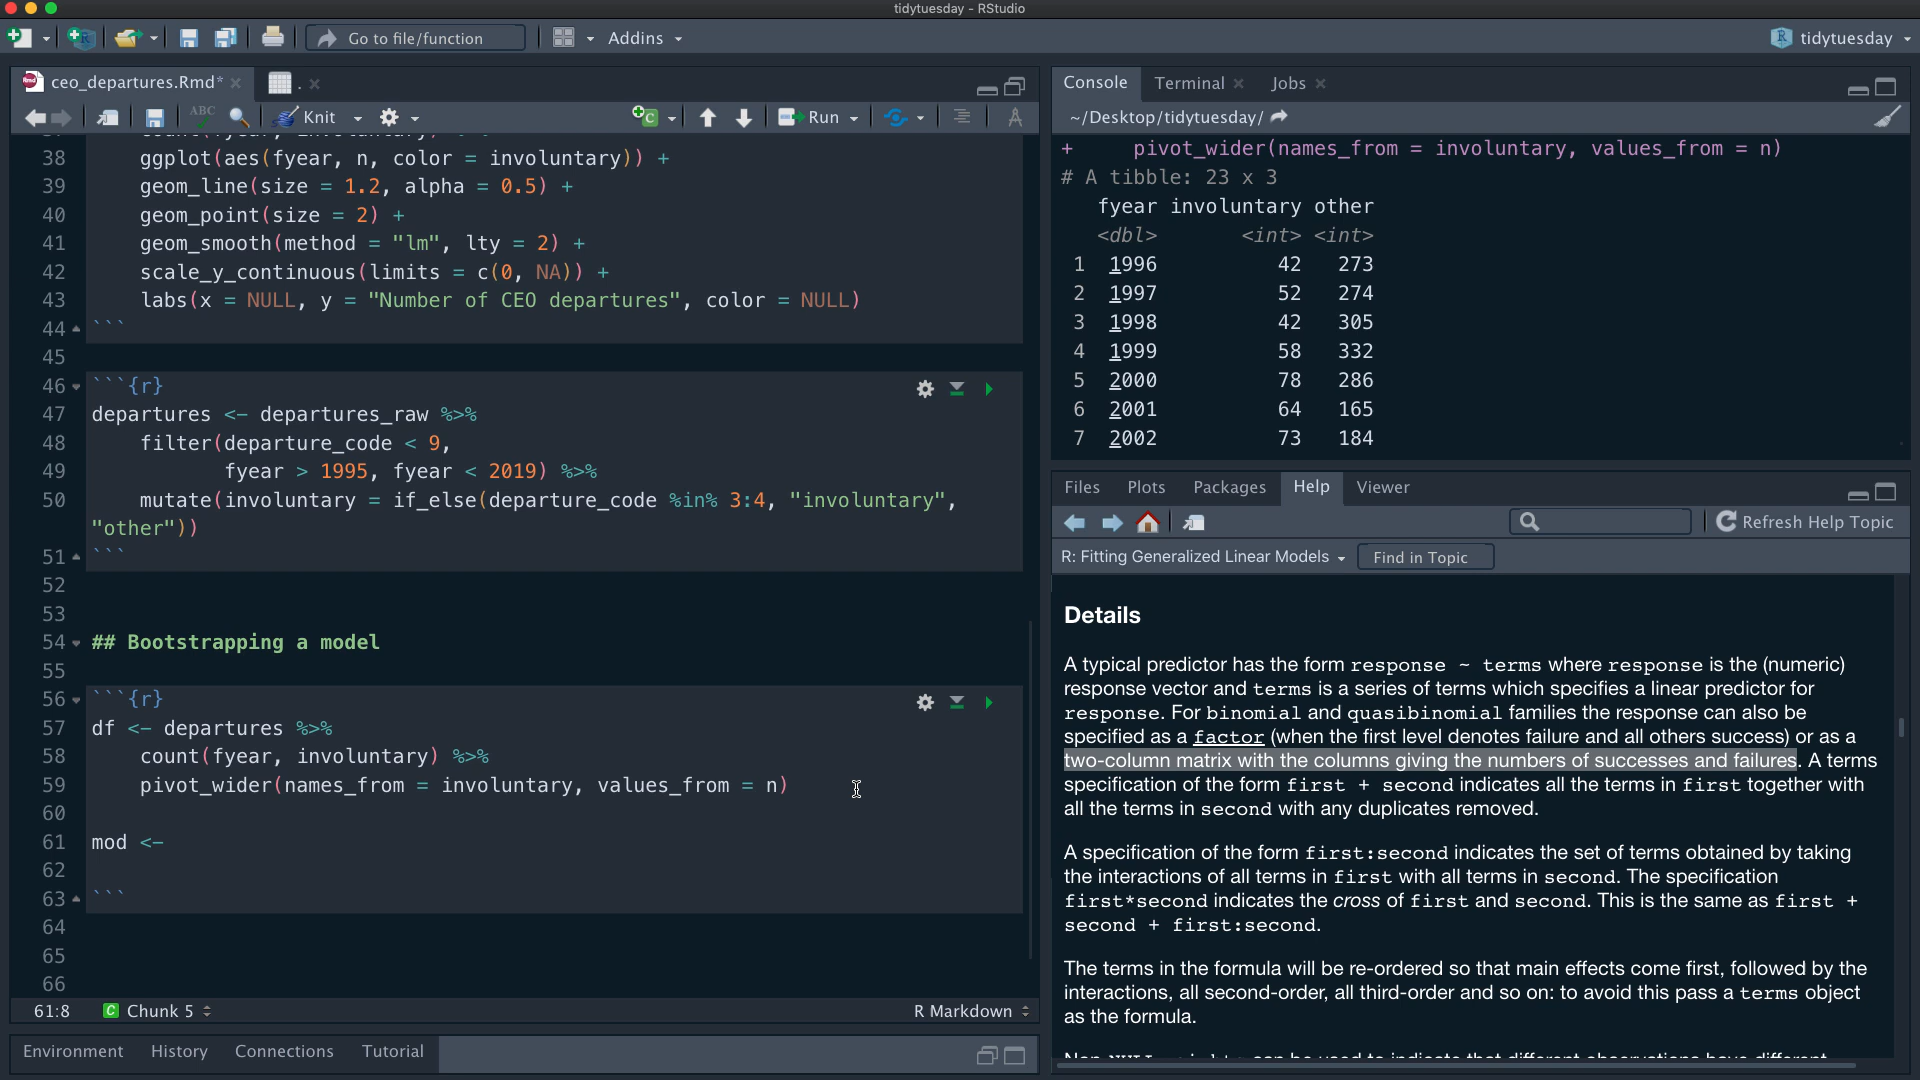 tidytuesday - RStudio
Go to file/function
Addins
tidytuesday
ceo_departures.Rmd*
.
ABC
Knit
Run
38 ggplot(aes(fyear, n, color = involuntary)) +
39 geom_line(size = 1.2, alpha = 0.5) +
40 geom_point(size = 2) +
41 geom_smooth(method = "lm", lty = 2) +
42 scale_y_continuous(limits = c(0, NA)) +
43 labs(x = NULL, y = "Number of CEO departures", color = NULL)
44 ```
45
46 ```{r}
47 departures <- departures_raw %>%
48 filter(departure_code < 9,
49 fyear > 1995, fyear < 2019) %>%
50 mutate(involuntary = if_else(departure_code %in% 3:4, "involuntary",
"other"))
51 ```
52
53
54 ## Bootstrapping a model
55
56 ```{r}
57 df <- departures %>%
58 count(fyear, involuntary) %>%
59 pivot_wider(names_from = involuntary, values_from = n)
60
61 mod <-
62
63 ```
64
65
66
61:8 C Chunk 5 R Markdown
Environment History Connections Tutorial
Console Terminal Jobs
~/Desktop/tidytuesday/
+ pivot_wider(names_from = involuntary, values_from = n)
# A tibble: 23 x 3
fyear involuntary other
<dbl> <int> <int>
1 1996 42 273
2 1997 52 274
3 1998 42 305
4 1999 58 332
5 2000 78 286
6 2001 64 165
7 2002 73 184
Files Plots Packages Help Viewer
Refresh Help Topic
R: Fitting Generalized Linear Models Find in Topic
Details
A typical predictor has the form response ~ terms where response is the (numeric)
response vector and terms is a series of terms which specifies a linear predictor for
response. For binomial and quasibinomial families the response can also be
specified as a factor (when the first level denotes failure and all others success) or as a
two-column matrix with the columns giving the numbers of successes and failures. A terms
specification of the form first + second indicates all the terms in first together with
all the terms in second with any duplicates removed.
A specification of the form first:second indicates the set of terms obtained by taking
the interactions of all terms in first with all terms in second. The specification
first*second indicates the cross of first and second. This is the same as first +
second + first:second.
The terms in the formula will be re-ordered so that main effects come first, followed by the
interactions, all second-order, all third-order and so on: to avoid this pass a terms object
as the formula.